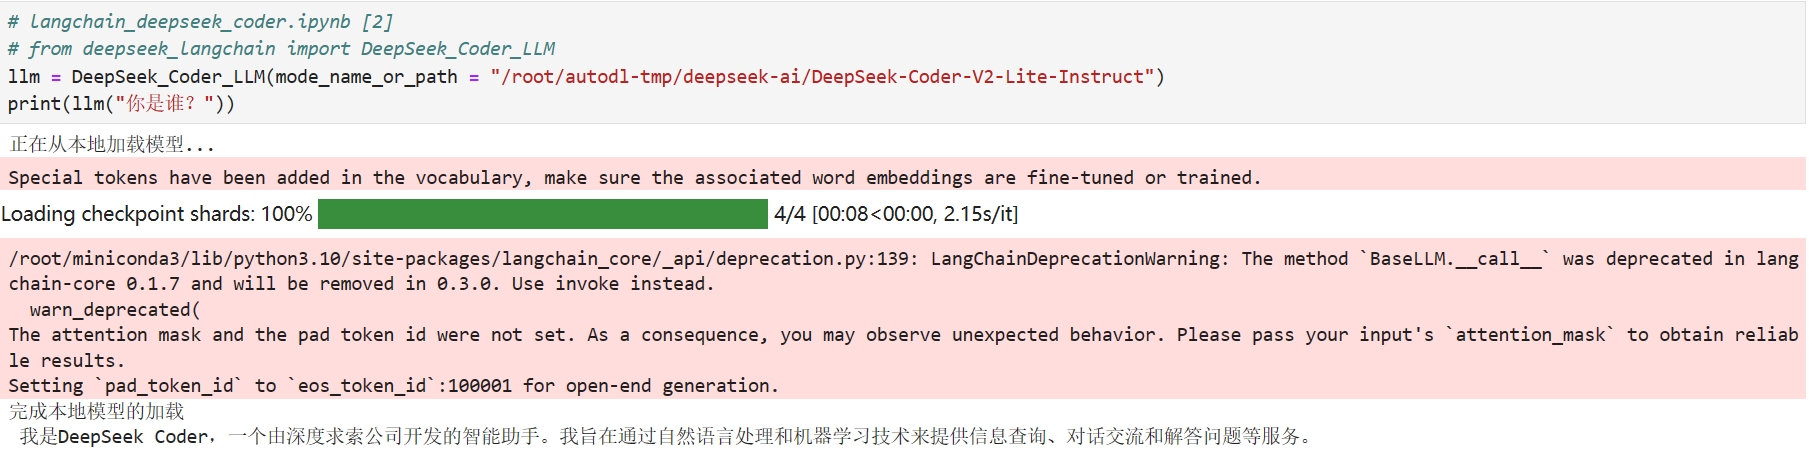 # langchain_deepseek_coder.ipynb [2]
# from deepseek_langchain import DeepSeek_Coder_LLM
llm = DeepSeek_Coder_LLM(mode_name_or_path = "/root/autodl-tmp/deepseek-ai/DeepSeek-Coder-V2-Lite-Instruct")
print(llm("你是谁？"))
正在从本地加载模型...
Special tokens have been added in the vocabulary, make sure the associated word embeddings are fine-tuned or trained.
Loading checkpoint shards: 100% 4/4 [00:08<00:00, 2.15s/it]
/root/miniconda3/lib/python3.10/site-packages/langchain_core/_api/deprecation.py:139: LangChainDeprecationWarning: The method `BaseLLM.__call__` was deprecated in lang
chain-core 0.1.7 and will be removed in 0.3.0. Use invoke instead.
  warn_deprecated(
The attention mask and the pad token id were not set. As a consequence, you may observe unexpected behavior. Please pass your input's `attention_mask` to obtain reliab
le results.
Setting `pad_token_id` to `eos_token_id`:100001 for open-end generation.
完成本地模型的加载
 我是DeepSeek Coder，一个由深度求索公司开发的智能助手。我旨在通过自然语言处理和机器学习技术来提供信息查询、对话交流和解答问题等服务。